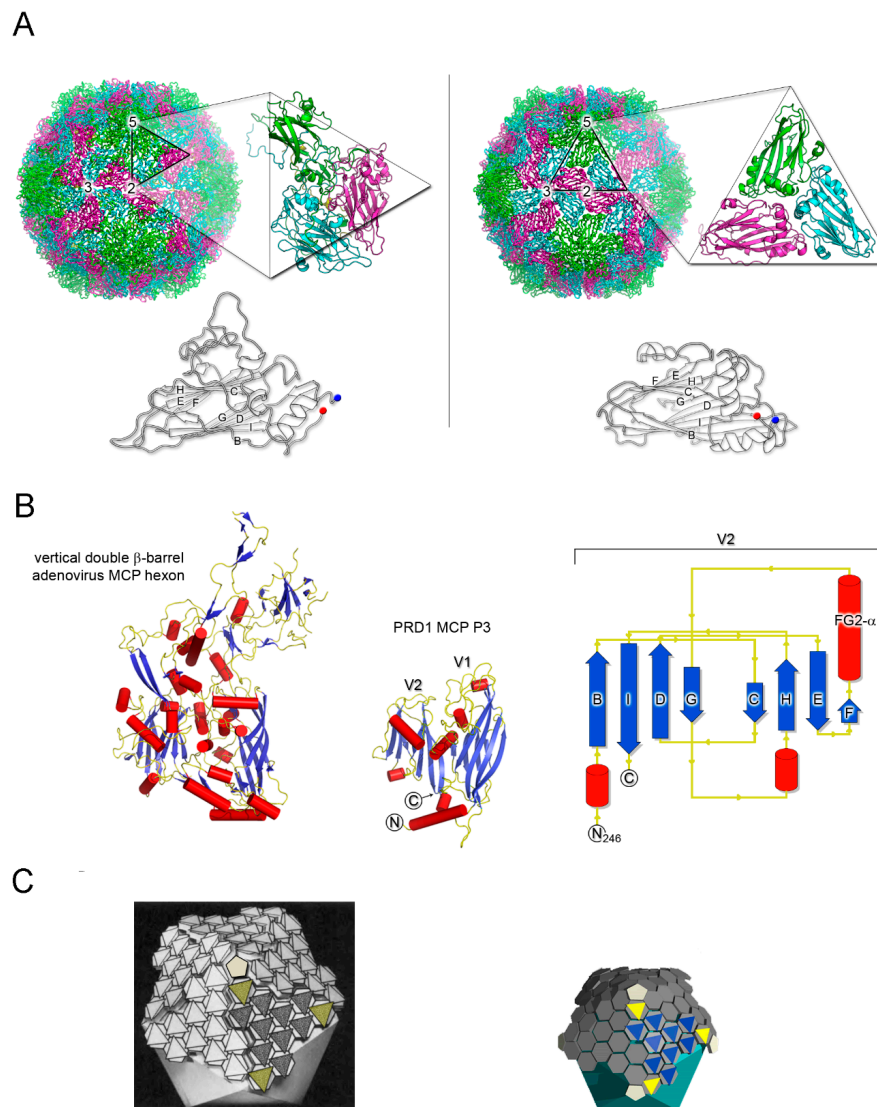 A
5
3
2
5
3
2
H
E
F
C
G
D
I
B
F
E
H
C
G
D
I
B
B
vertical double β-barrel
adenovirus MCP hexon
V2
PRD1 MCP P3
V2
V1
FG2-α
B
I
D
G
C
H
E
F
C
C
N
N246
C